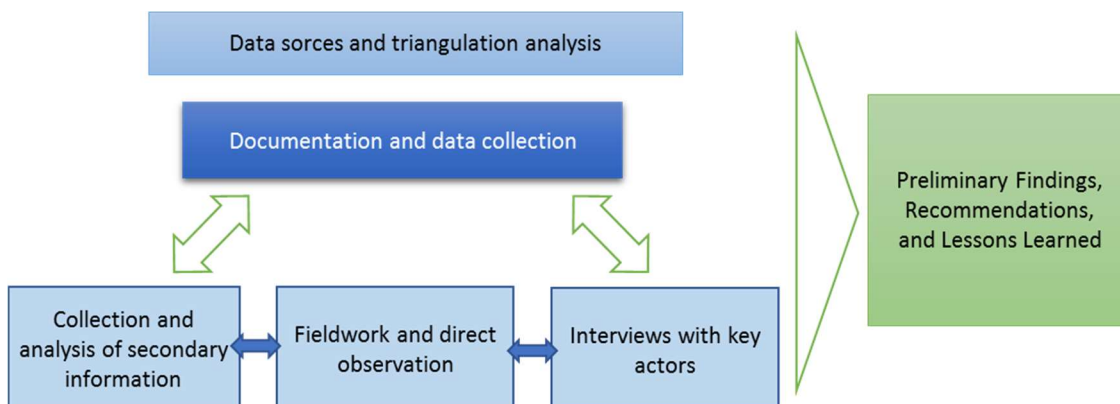 Data sorces and triangulation analysis
Documentation and data collection
Preliminary Findings,
Recommendations,
and Lessons Learned
Collection and
analysis of secondary
information
Fieldwork and direct
observation
Interviews with key
actors